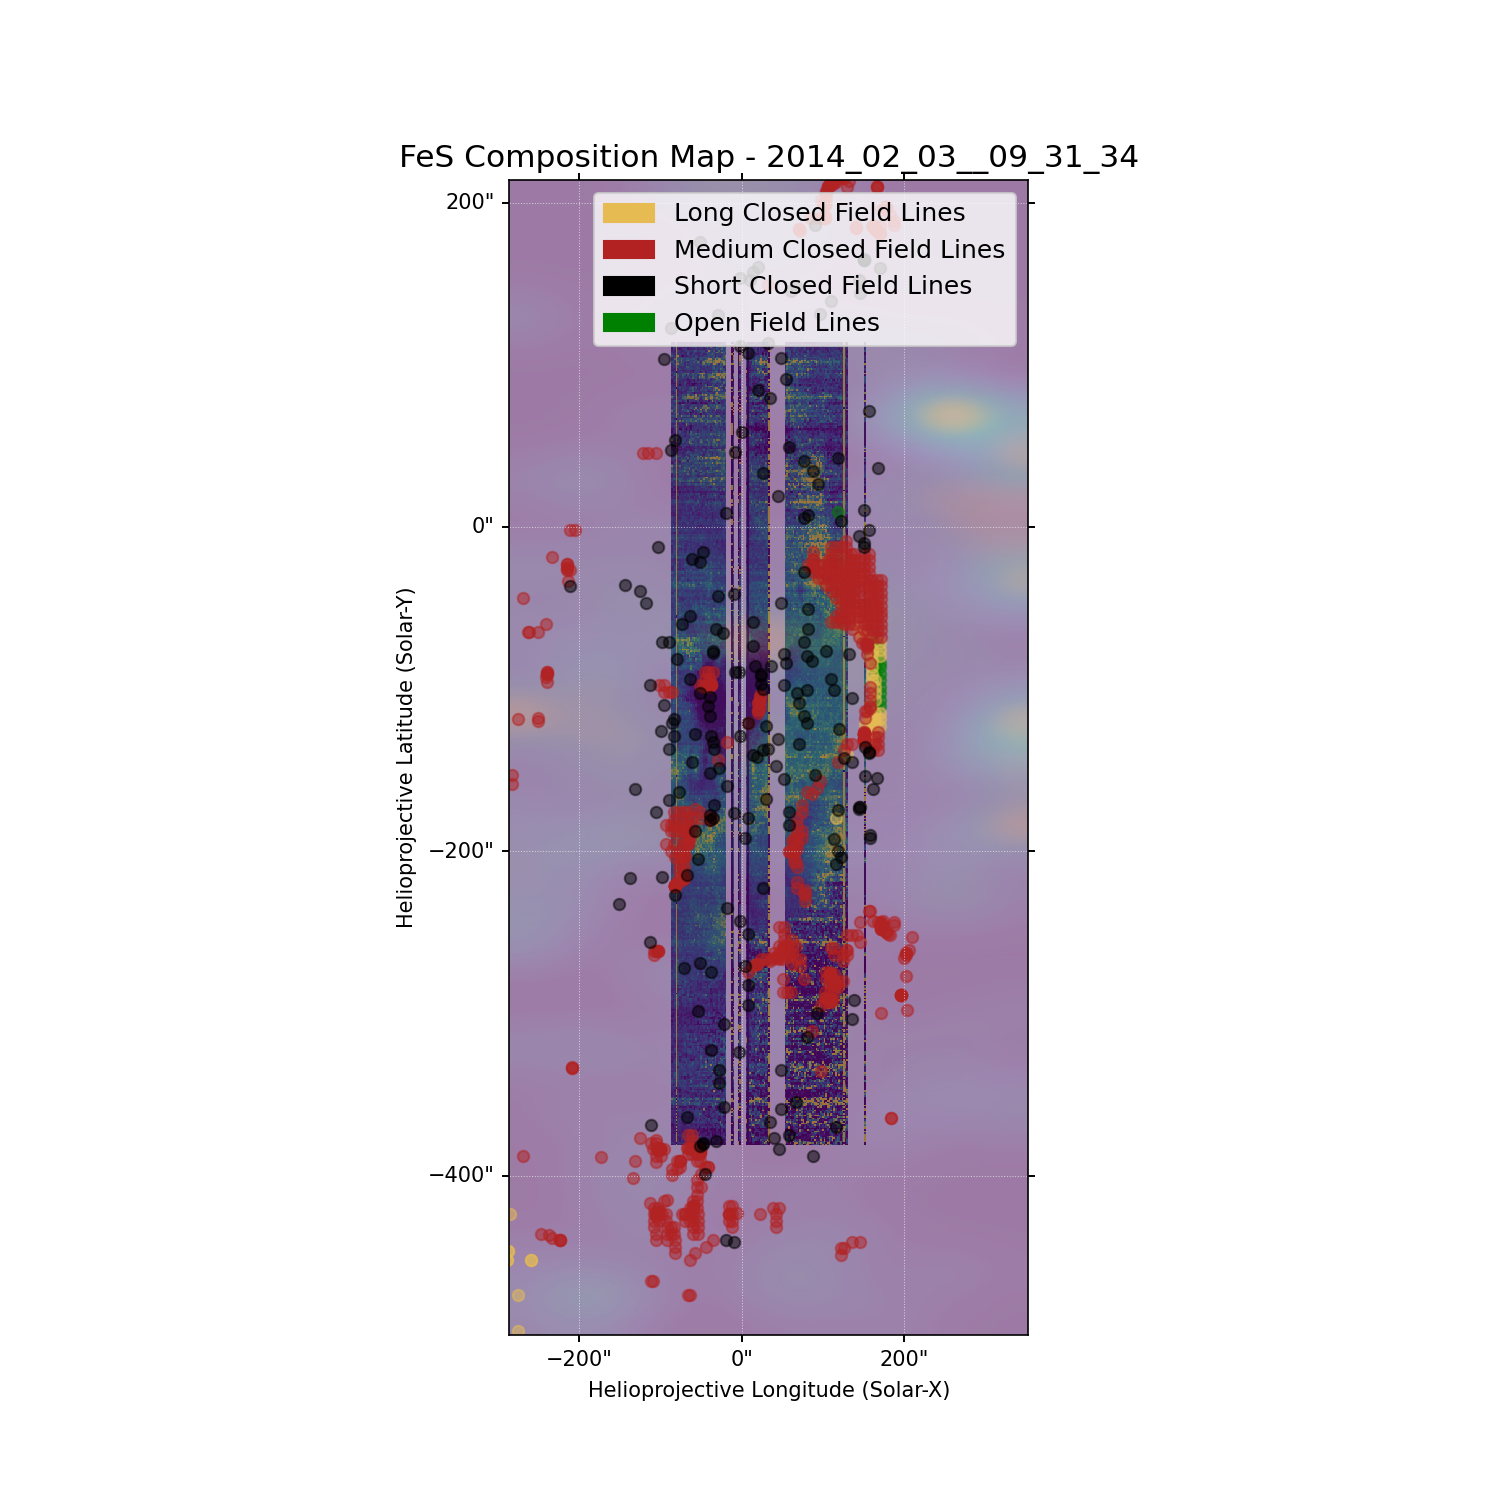 FeS Composition Map - 2014_02_03__09_31_34
Long Closed Field Lines
Medium Closed Field Lines
Short Closed Field Lines
Open Field Lines
200"
0"
−200"
−400"
Helioprojective Latitude (Solar-Y)
−200"
0"
200"
Helioprojective Longitude (Solar-X)